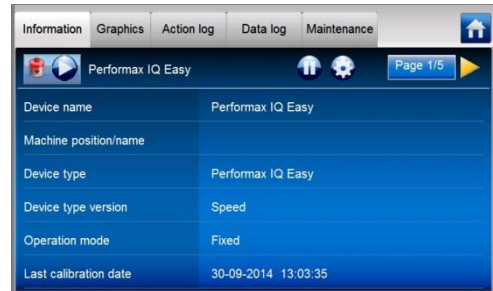 Information Graphics Action log Data log Maintenance
Performax IQ Easy Page 1/5
Device name Performax IQ Easy
Machine position/name
Device type Performax IQ Easy
Device type version Speed
Operation mode Fixed
Last calibration date 30-09-2014 13:03:35